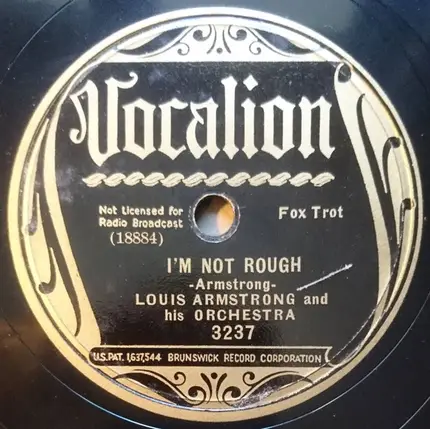 Vocalion
Not Licensed for
Radio Broadcast
(18884)
Fox Trot
I'M NOT ROUGH
-Armstrong-
LOUIS ARMSTRONG and
his ORCHESTRA
3237
U.S.PAT. 1,637,544 BRUNSWICK RECORD CORPORATION